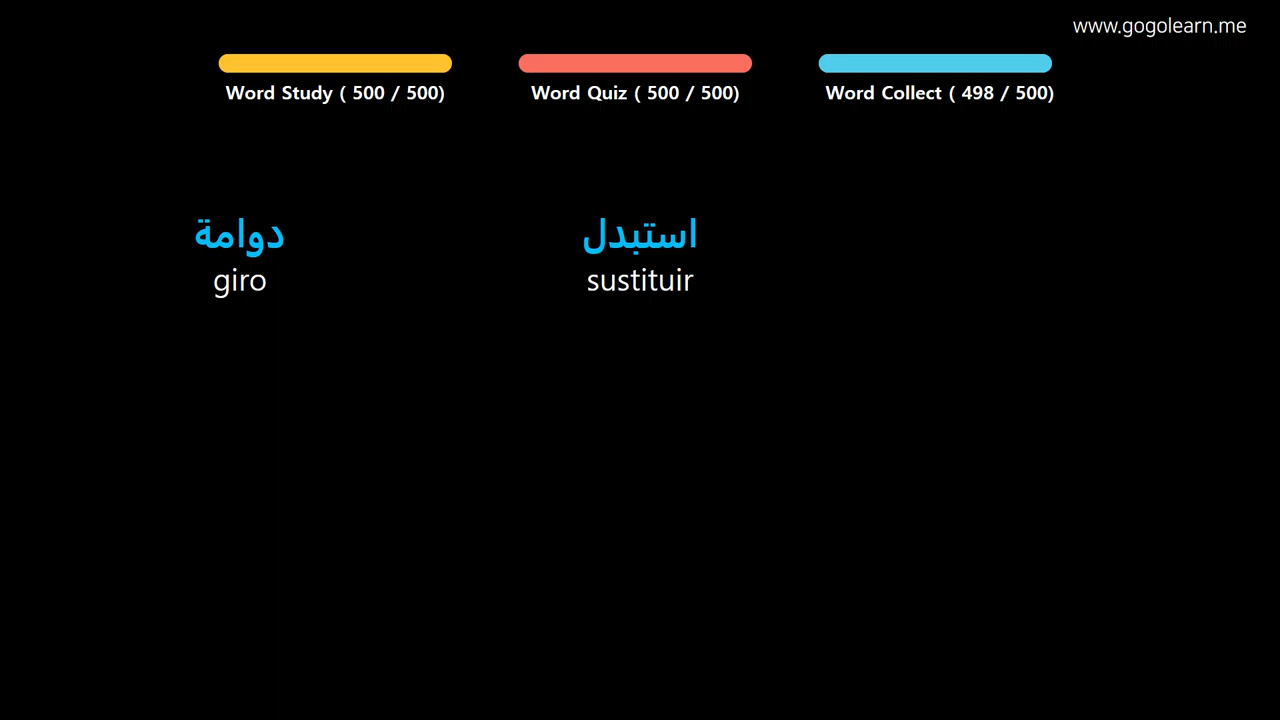 www.gogolearn.me
Word Study ( 500 / 500)
Word Quiz ( 500 / 500)
Word Collect ( 498 / 500)
دوامة
giro
استبدل
sustituir